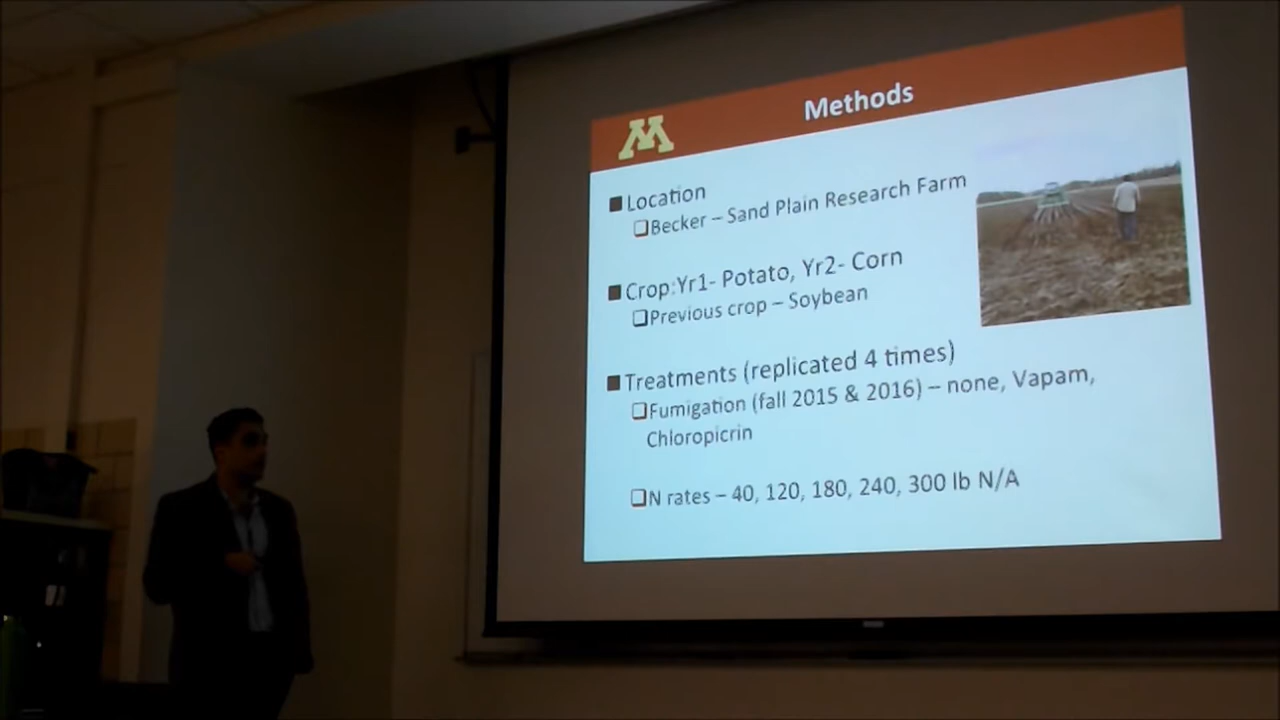 Methods
M
Location
Becker – Sand Plain Research Farm
Crop:Yr1- Potato, Yr2- Corn
Previous crop – Soybean
Treatments (replicated 4 times)
Fumigation (fall 2015 & 2016) – none, Vapam,
Chloropicrin
N rates – 40, 120, 180, 240, 300 lb N/A